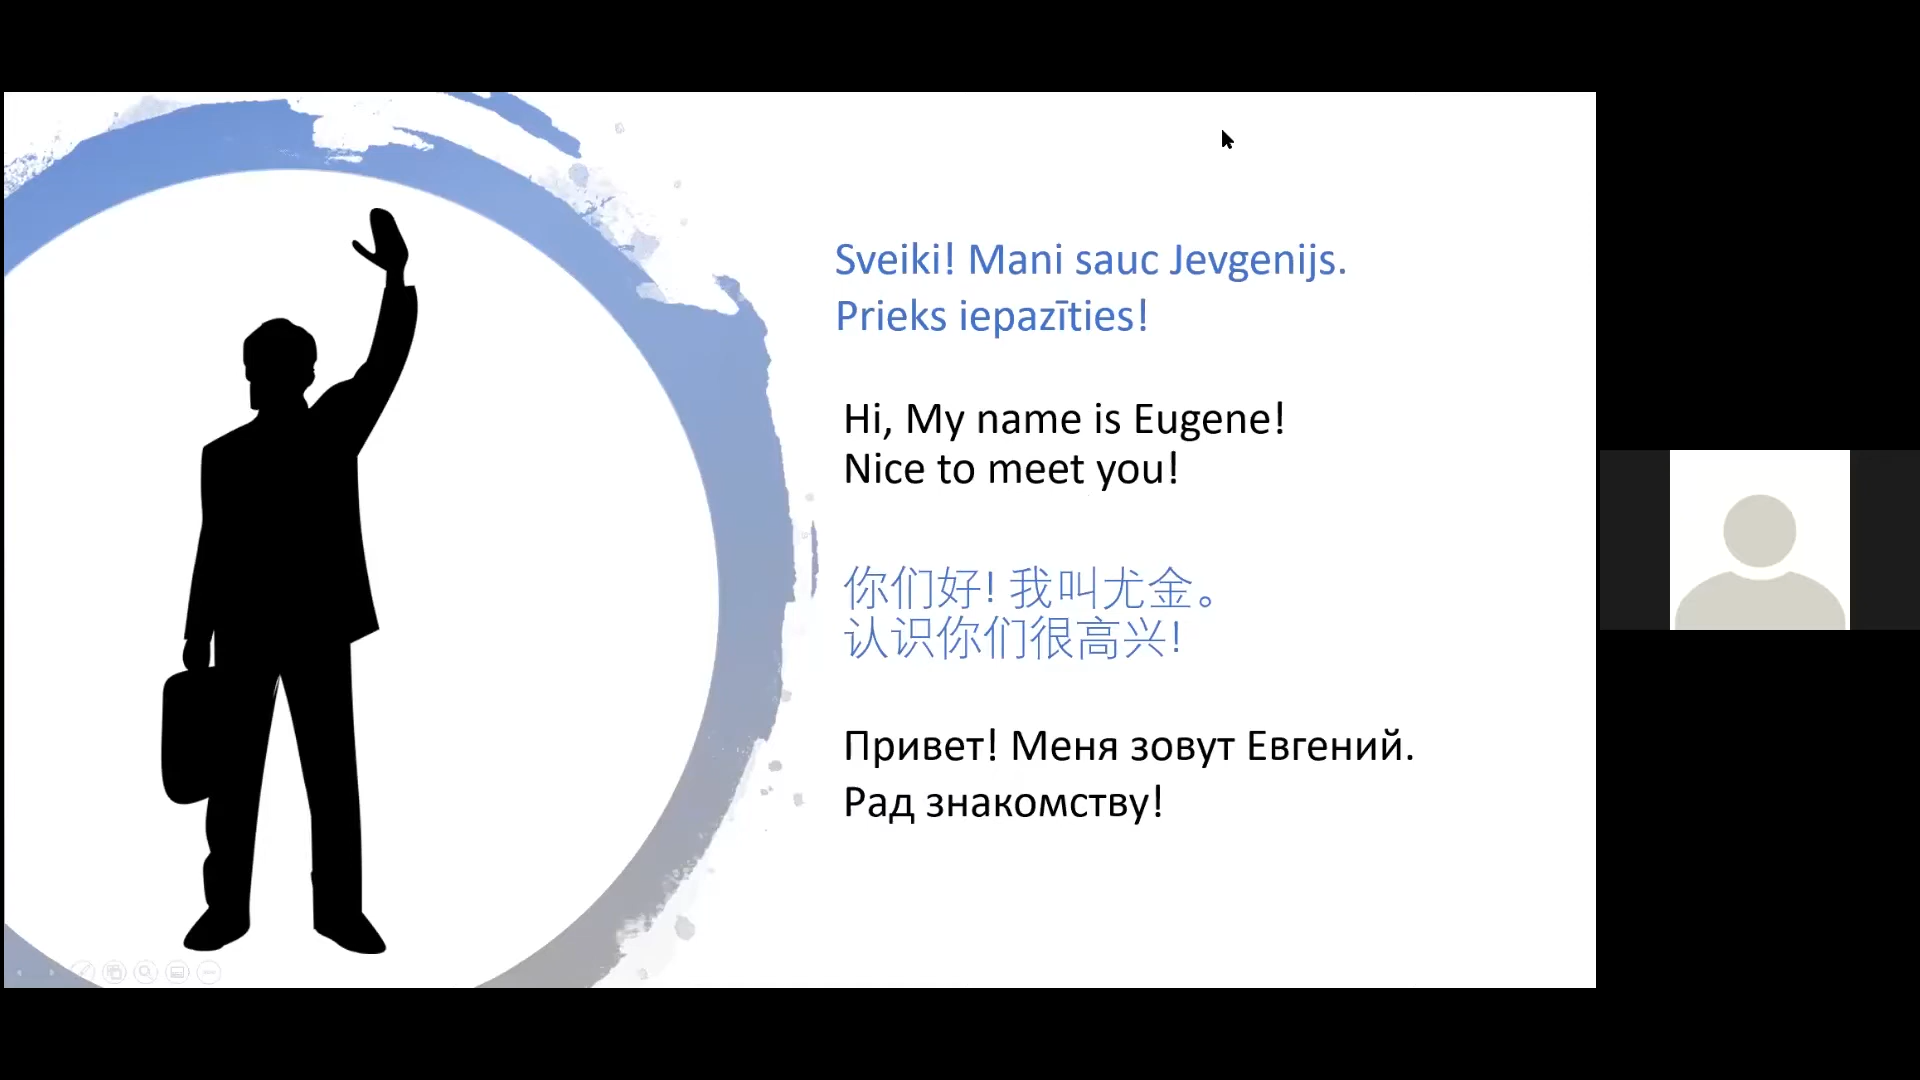 Sveiki! Mani sauc Jevgenijs.
Prieks iepazīties!
Hi, My name is Eugene!
Nice to meet you!
你们好! 我叫尤金。
认识你们很高兴!
Привет! Меня зовут Евгений.
Рад знакомству!